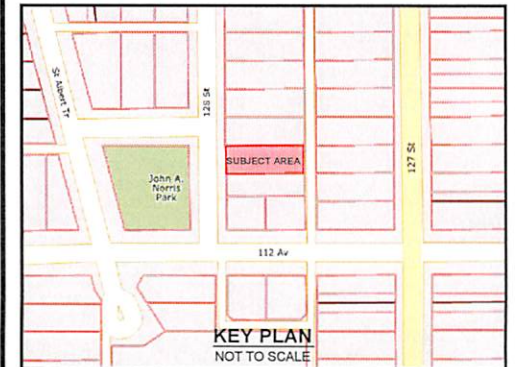 St Albert Tr
128 St
127 St
SUBJECT AREA
John A.
Norris
Park
112 Av
KEY PLAN
NOT TO SCALE